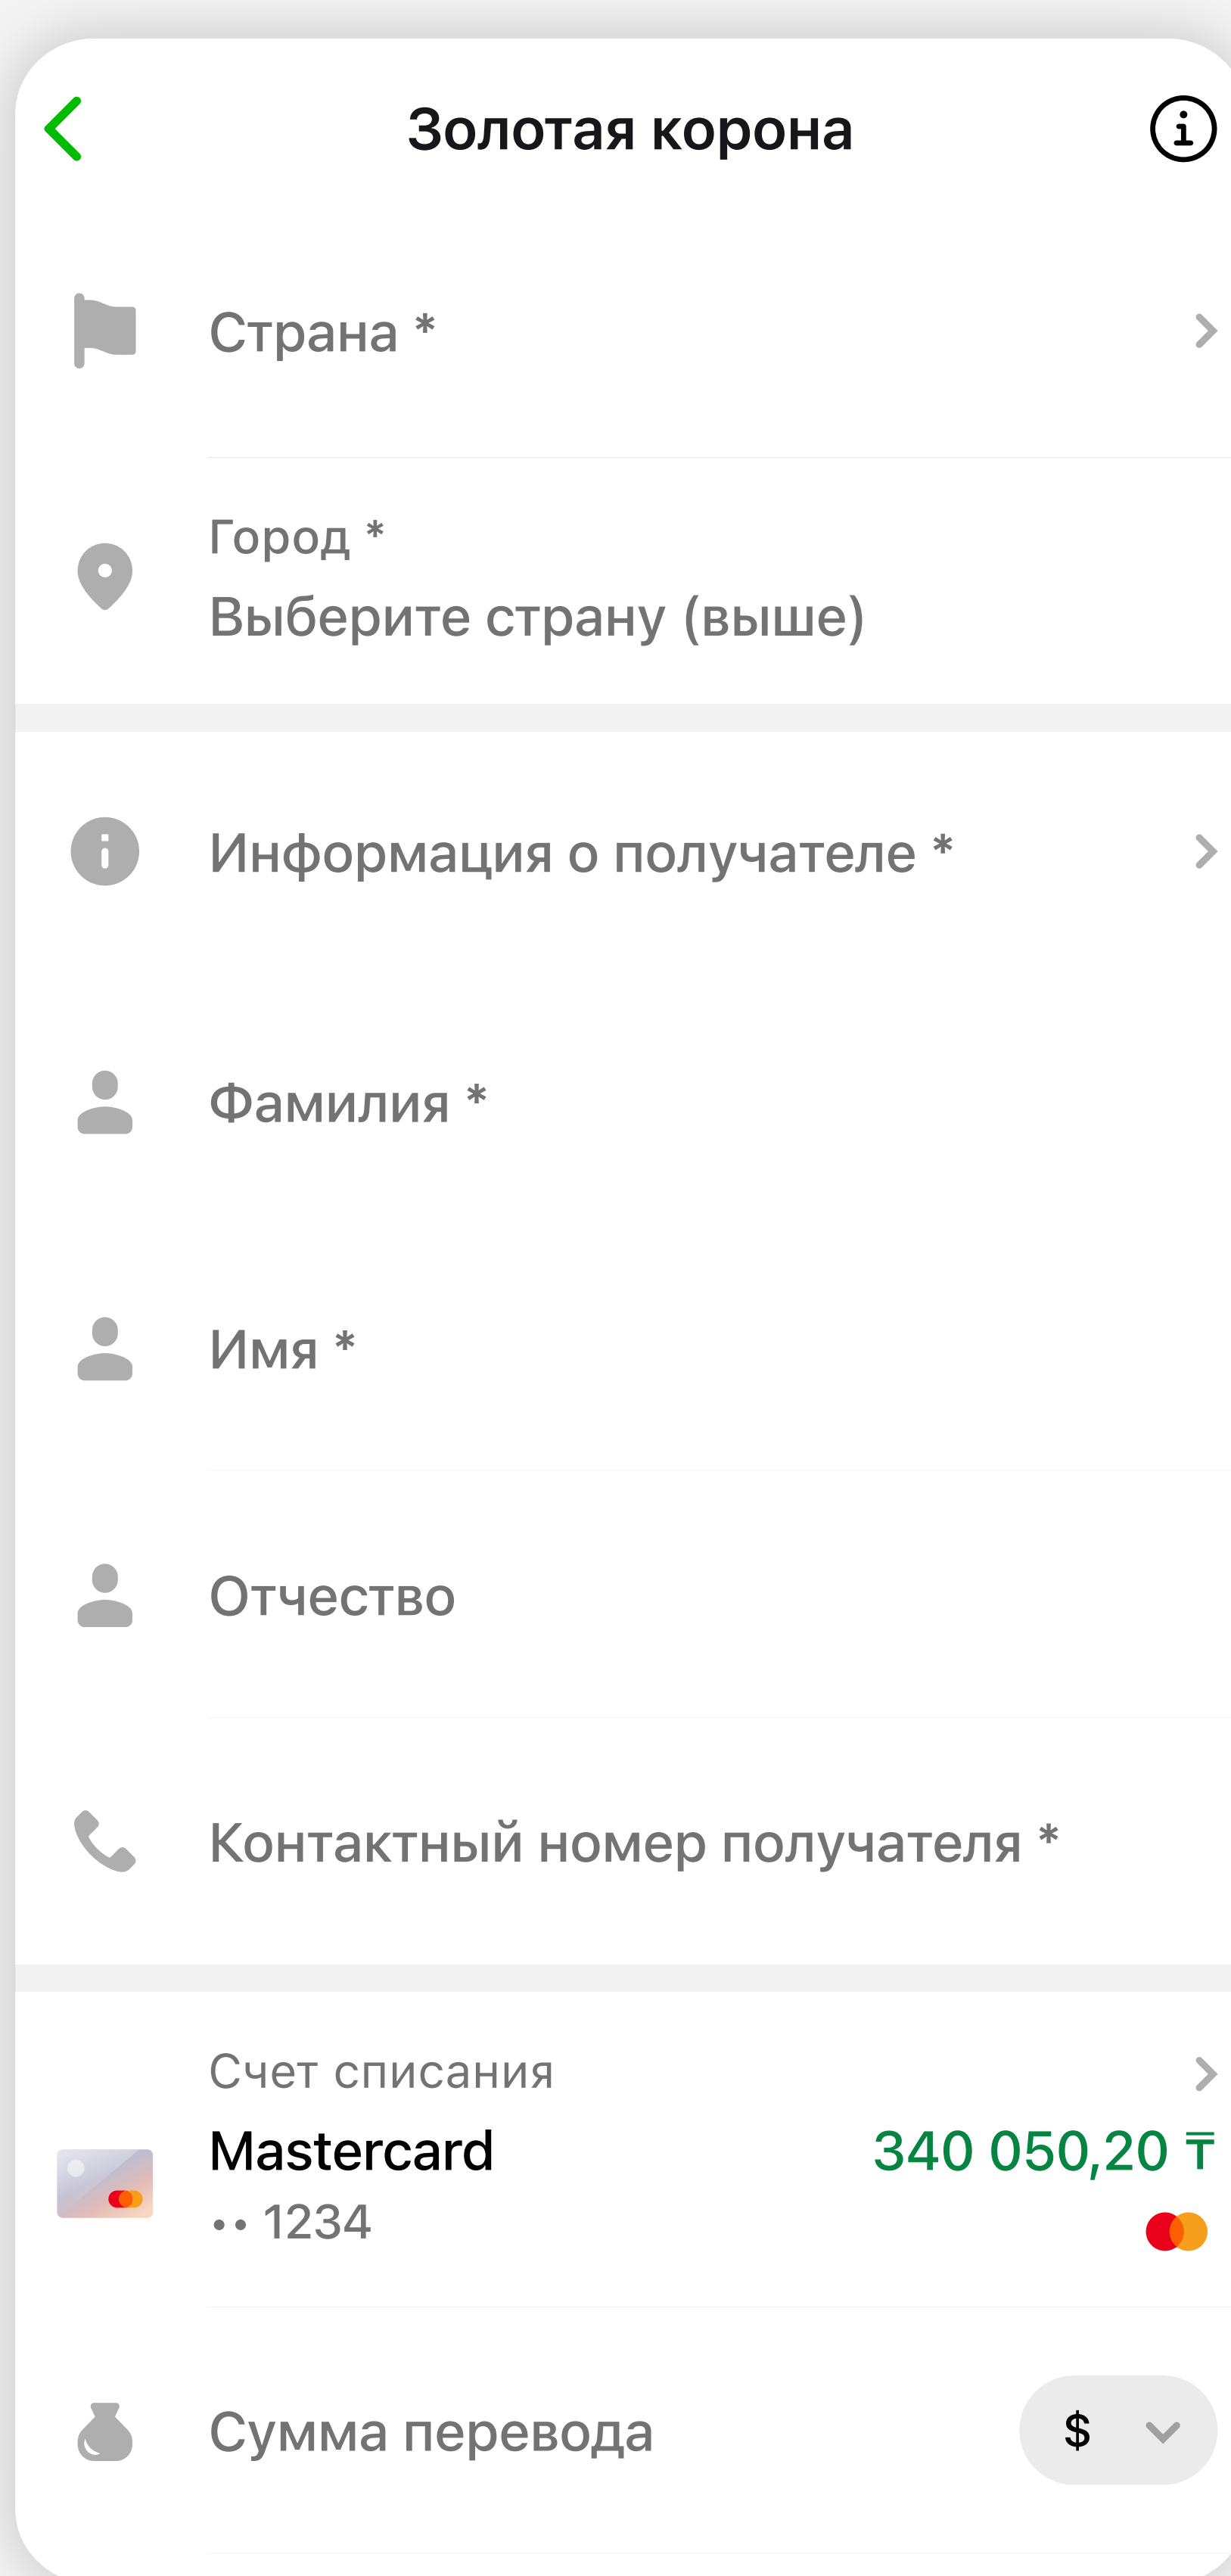 Золотая корона
Страна *
Город *
Выберите страну (выше)
Информация о получателе *
Фамилия *
Имя *
Отчество
Контактный номер получателя *
Счет списания
Mastercard 340 050,20 ₸
•• 1234
Сумма перевода $